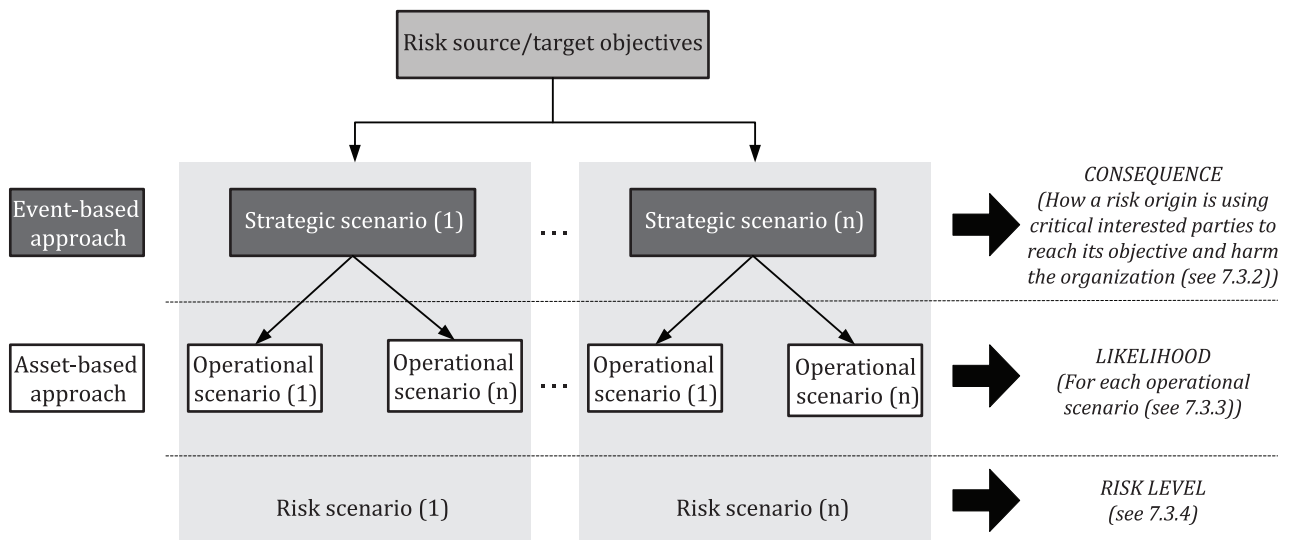 Risk source/target objectives
Event-based
approach
Strategic scenario (1)
...
Strategic scenario (n)
CONSEQUENCE
(How a risk origin is using
critical interested parties to
reach its objective and harm
the organization (see 7.3.2))
Asset-based
approach
Operational
scenario (1)
Operational
scenario (n)
...
Operational
scenario (1)
Operational
scenario (n)
LIKELIHOOD
(For each operational
scenario (see 7.3.3))
Risk scenario (1)
Risk scenario (n)
RISK LEVEL
(see 7.3.4)